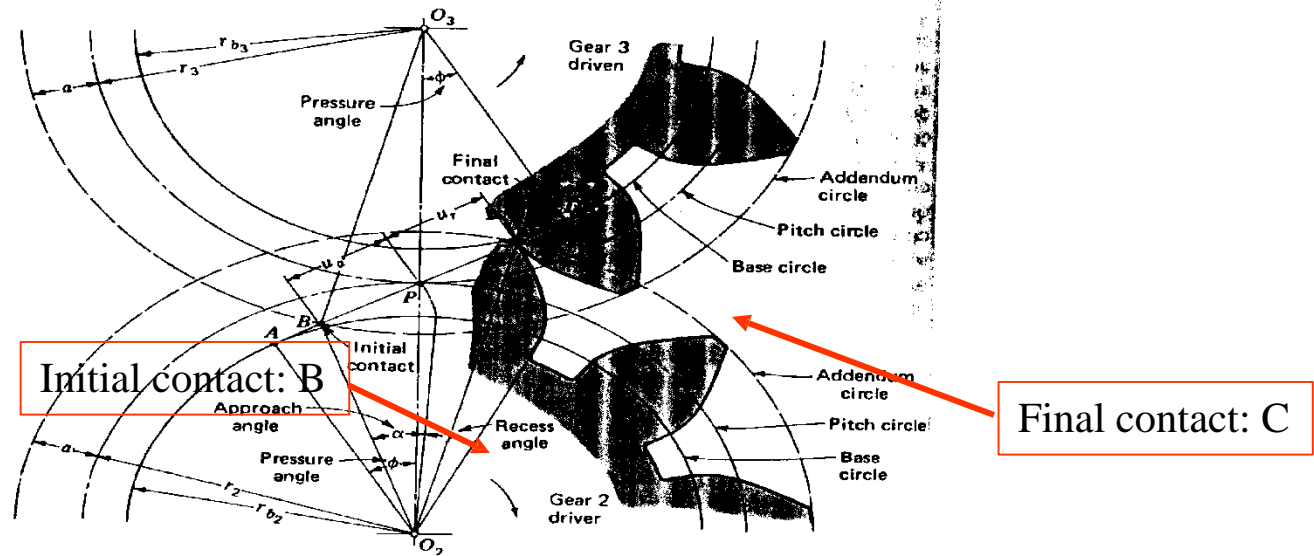 O3
rb3
r3
a
ϕ
Gear 3
driven
Pressure
angle
Final
contact
ur
ua
Addendum
circle
Pitch circle
Base circle
P
B
A
Initial
contact
Initial contact: B
Final contact: C
Approach
angle
α
Recess
angle
Pressure
angle
ϕ
Addendum
circle
Pitch circle
Base
circle
a
r2
rb2
Gear 2
driver
O2